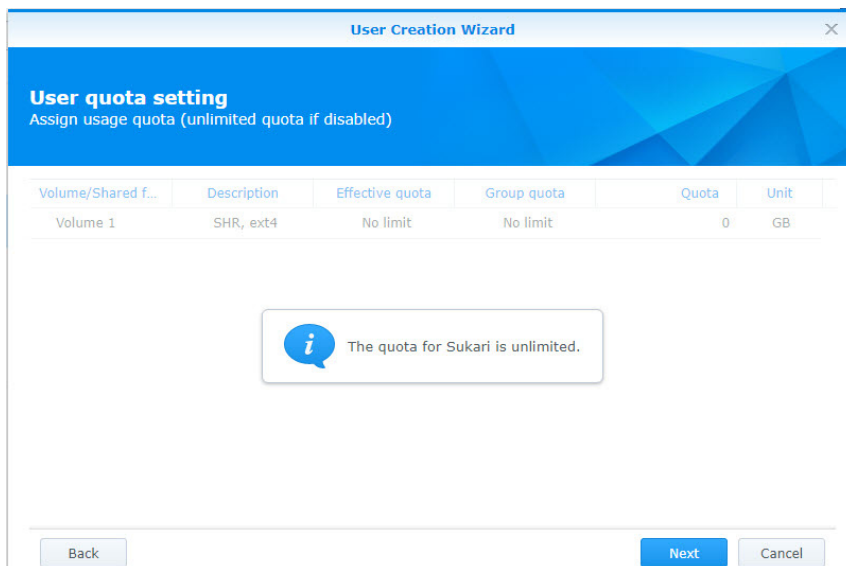 User Creation Wizard
User quota setting
Assign usage quota (unlimited quota if disabled)
Volume/Shared f... Description Effective quota Group quota Quota Unit
Volume 1 SHR, ext4 No limit No limit 0 GB
i The quota for Sukari is unlimited.
Back Next Cancel